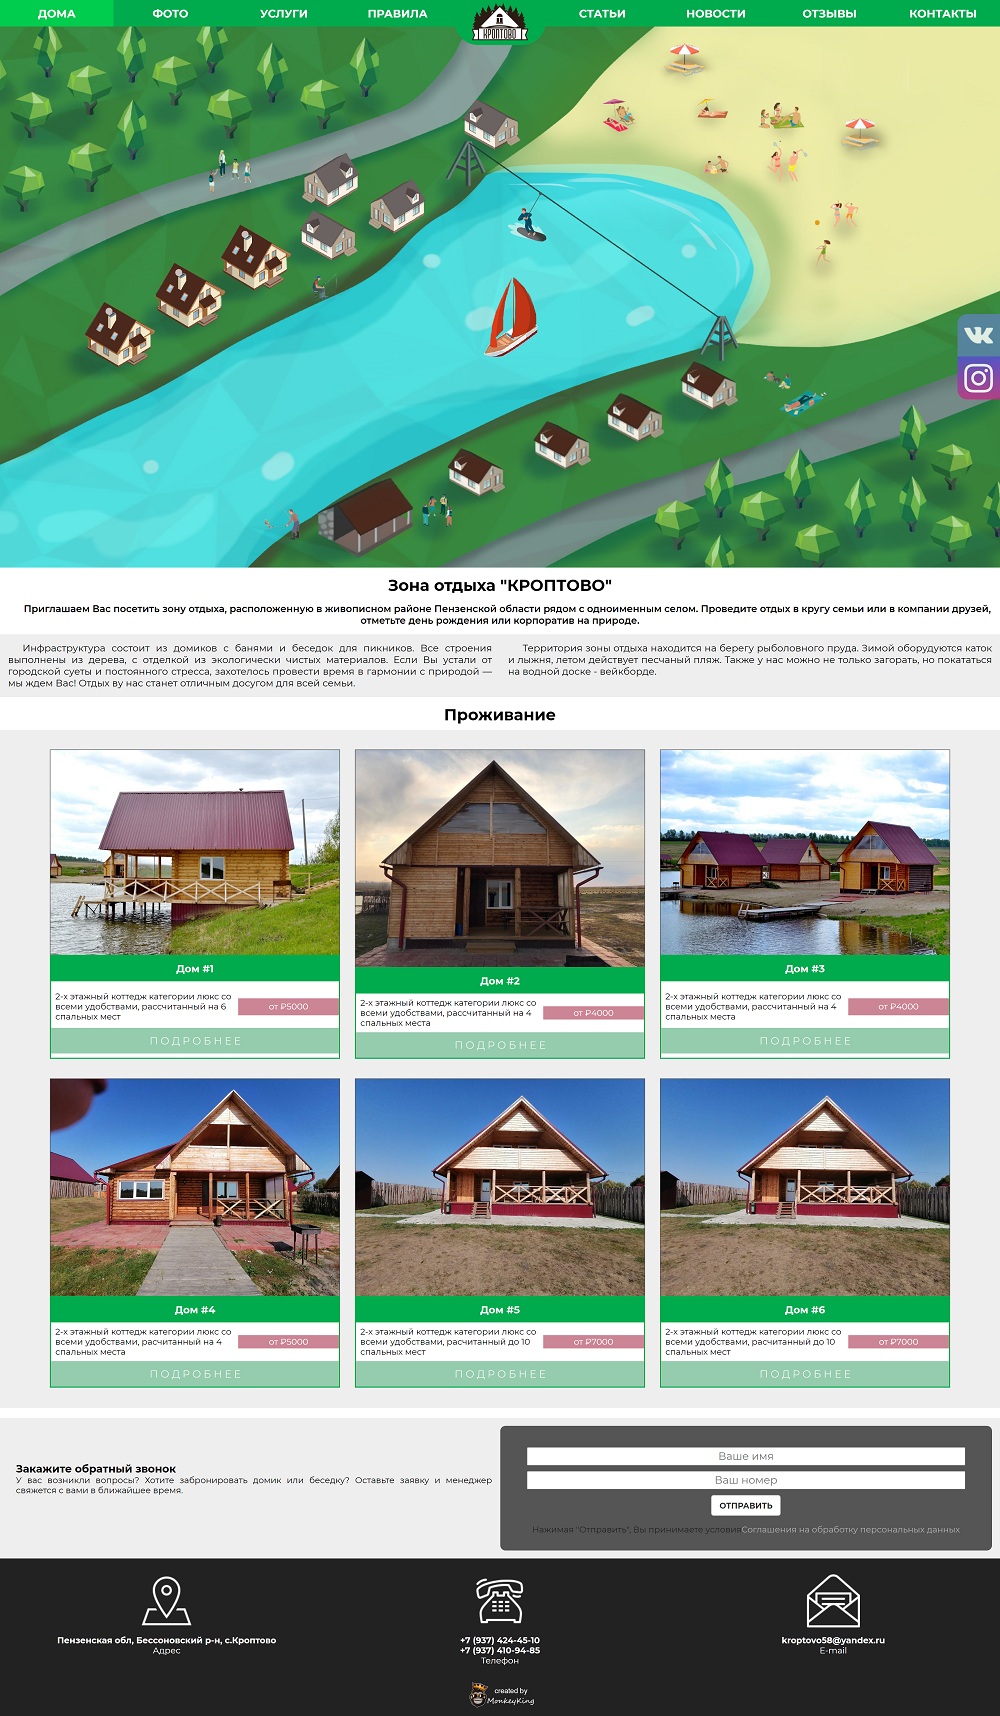 ДОМА ФОТО УСЛУГИ ПРАВИЛА КРОПТОВО СТАТЬИ НОВОСТИ ОТЗЫВЫ КОНТАКТЫ
Зона отдыха "КРОПТОВО"
Приглашаем Вас посетить зону отдыха, расположенную в живописном районе Пензенской области рядом с одноименным селом. Проведите отдых в кругу семьи или в компании друзей,
отметьте день рождения или корпоратив на природе.
Инфраструктура состоит из домиков с банями и беседок для пикников. Все строения
выполнены из дерева, с отделкой из экологически чистых материалов. Если Вы устали от
городской суеты и постоянного стресса, захотелось провести время в гармонии с природой —
мы ждем Вас! Отдых ву нас станет отличным досугом для всей семьи.
Территория зоны отдыха находится на берегу рыболовного пруда. Зимой оборудуются каток
и лыжня, летом действует песчаный пляж. Также у нас можно не только загорать, но покататься
на водной доске - вейкборде.
Проживание
Дом #1
2-х этажный коттедж категории люкс со
всеми удобствами, рассчитанный на 6
спальных мест
от ₽5000
ПОДРОБНЕЕ
Дом #2
2-х этажный коттедж категории люкс со
всеми удобствами, рассчитанный на 4
спальных места
от ₽4000
ПОДРОБНЕЕ
Дом #3
2-х этажный коттедж категории люкс со
всеми удобствами, рассчитанный на 4
спальных места
от ₽4000
ПОДРОБНЕЕ
Дом #4
2-х этажный коттедж категории люкс со
всеми удобствами, расчитанный на 4
спальных места
от ₽5000
ПОДРОБНЕЕ
Дом #5
2-х этажный коттедж категории люкс со
всеми удобствами, расчитанный до 10
спальных мест
от ₽7000
ПОДРОБНЕЕ
Дом #6
2-х этажный коттедж категории люкс со
всеми удобствами, расчитанный до 10
спальных мест
от ₽7000
ПОДРОБНЕЕ
Закажите обратный звонок
У вас возникли вопросы? Хотите забронировать домик или беседку? Оставьте заявку и менеджер
свяжется с вами в ближайшее время.
Ваше имя
Ваш номер
ОТПРАВИТЬ
Нажимая "Отправить", Вы принимаете условияСоглашения на обработку персональных данных
Пензенская обл, Бессоновский р-н, с.Кроптово
Адрес
+7 (937) 424-45-10
+7 (937) 410-94-85
Телефон
kroptovo58@yandex.ru
E-mail
created by
MonkeyKing